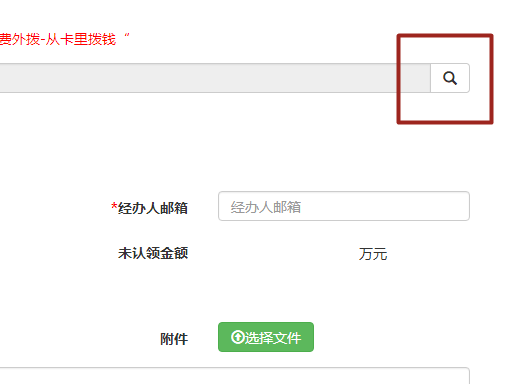 费外拨-从卡里拨钱“
*经办人邮箱
经办人邮箱
未认领金额
万元
附件
选择文件